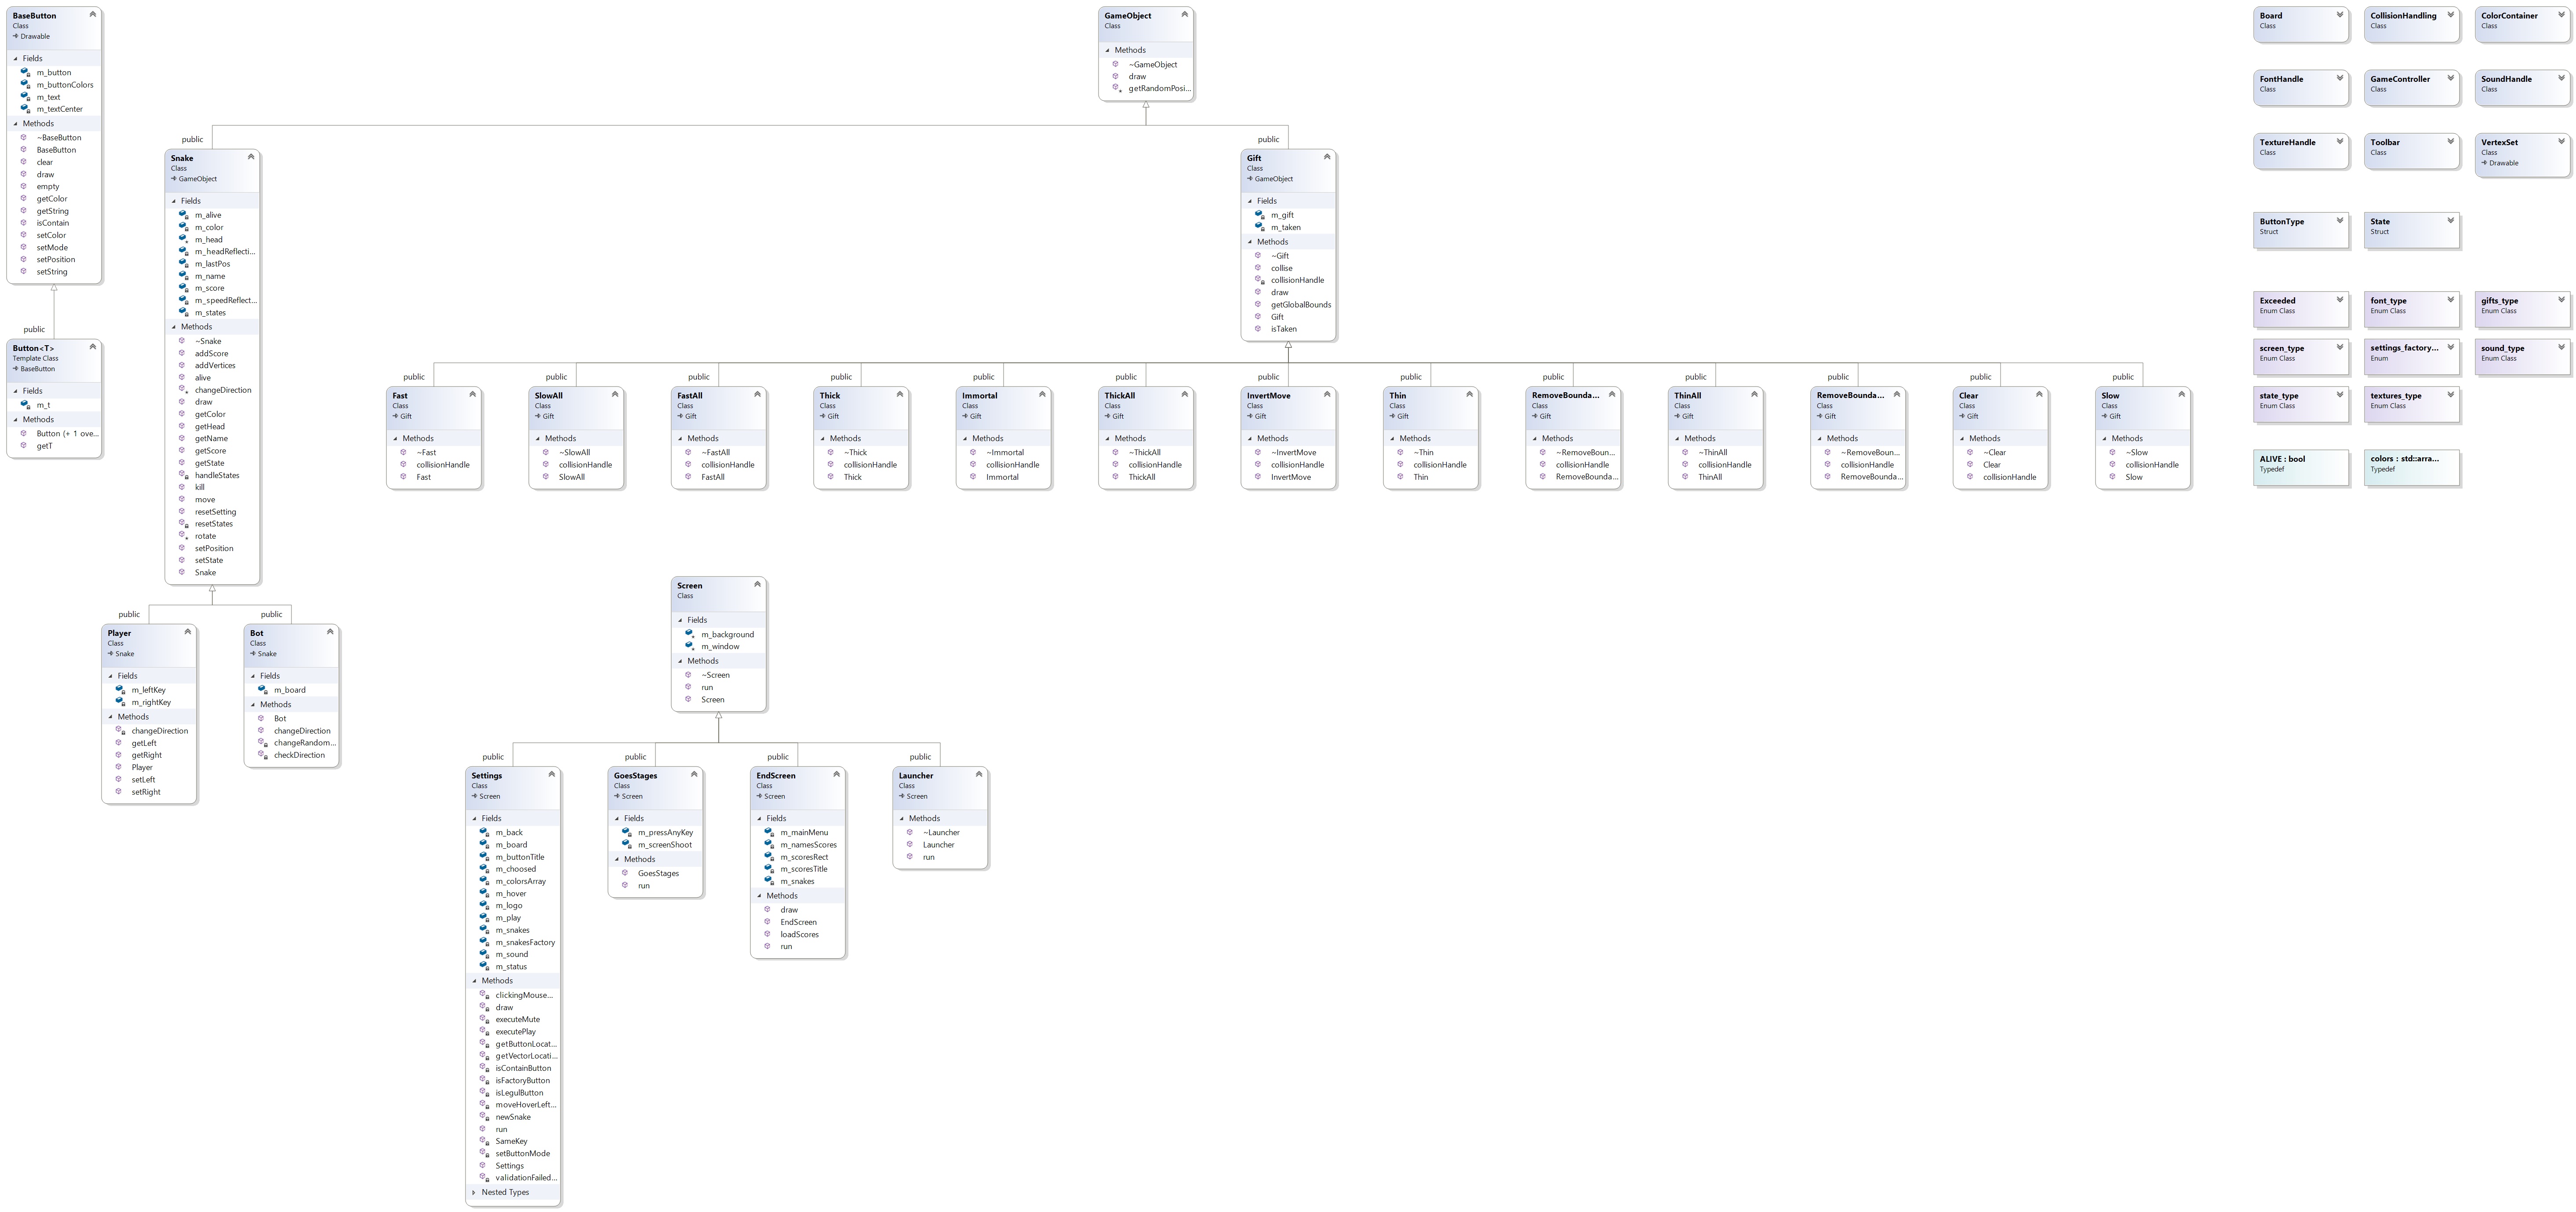 BaseButton
Class
Drawable
Fields
m_button
m_buttonColors
m_text
m_textCenter
Methods
~BaseButton
BaseButton
clear
draw
empty
getColor
getString
isContain
setColor
setMode
setPosition
setString
public
Button<T>
Template Class
BaseButton
Fields
m_t
Methods
Button (+ 1 ove...
getT
GameObject
Class
Methods
~GameObject
draw
getRandomPosi...
public
Snake
Class
GameObject
Fields
m_alive
m_color
m_head
m_headReflecti...
m_lastPos
m_name
m_score
m_speedReflect...
m_states
Methods
~Snake
addScore
addVertices
alive
changeDirection
draw
getColor
getHead
getName
getScore
getState
handleStates
kill
move
resetSetting
resetStates
rotate
setPosition
setState
Snake
public
Player
Class
Snake
Fields
m_leftKey
m_rightKey
Methods
changeDirection
getLeft
getRight
Player
setLeft
setRight
public
Bot
Class
Snake
Fields
m_board
Methods
Bot
changeDirection
changeRandom...
checkDirection
public
Gift
Class
GameObject
Fields
m_gift
m_taken
Methods
~Gift
collise
collisionHandle
draw
getGlobalBounds
Gift
isTaken
public
Fast
Class
Gift
Methods
~Fast
collisionHandle
Fast
public
SlowAll
Class
Gift
Methods
~SlowAll
collisionHandle
SlowAll
public
FastAll
Class
Gift
Methods
~FastAll
collisionHandle
FastAll
public
Thick
Class
Gift
Methods
~Thick
collisionHandle
Thick
public
Immortal
Class
Gift
Methods
~Immortal
collisionHandle
Immortal
public
ThickAll
Class
Gift
Methods
~ThickAll
collisionHandle
ThickAll
public
InvertMove
Class
Gift
Methods
~InvertMove
collisionHandle
InvertMove
public
Thin
Class
Gift
Methods
~Thin
collisionHandle
Thin
public
RemoveBounda...
Class
Gift
Methods
~RemoveBoun...
collisionHandle
RemoveBounda...
public
ThinAll
Class
Gift
Methods
~ThinAll
collisionHandle
ThinAll
public
RemoveBounda...
Class
Gift
Methods
~RemoveBoun...
collisionHandle
RemoveBounda...
public
Clear
Class
Gift
Methods
~Clear
Clear
collisionHandle
public
Slow
Class
Gift
Methods
~Slow
collisionHandle
Slow
Screen
Class
Fields
m_background
m_window
Methods
~Screen
run
Screen
public
Settings
Class
Screen
Fields
m_back
m_board
m_buttonTitle
m_choosed
m_colorsArray
m_hover
m_logo
m_play
m_snakes
m_snakesFactory
m_sound
m_status
Methods
clickingMouse...
draw
executeMute
executePlay
getButtonLocat...
getVectorLocati...
isContainButton
isFactoryButton
isLegulButton
moveHoverLeft...
newSnake
run
SameKey
setButtonMode
Settings
validationFailed...
Nested Types
public
GoesStages
Class
Screen
Fields
m_pressAnyKey
m_screenShoot
Methods
GoesStages
run
public
EndScreen
Class
Screen
Fields
m_mainMenu
m_namesScores
m_scoresRect
m_scoresTitle
m_snakes
Methods
draw
EndScreen
loadScores
run
public
Launcher
Class
Screen
Methods
~Launcher
Launcher
run
Board
Class
CollisionHandling
Class
ColorContainer
Class
FontHandle
Class
GameController
Class
SoundHandle
Class
TextureHandle
Class
Toolbar
Class
VertexSet
Class
Drawable
ButtonType
Struct
State
Struct
Exceeded
Enum Class
font_type
Enum Class
gifts_type
Enum Class
screen_type
Enum Class
settings_factory...
Enum
sound_type
Enum Class
state_type
Enum Class
textures_type
Enum Class
ALIVE : bool
Typedef
colors : std::arra...
Typedef